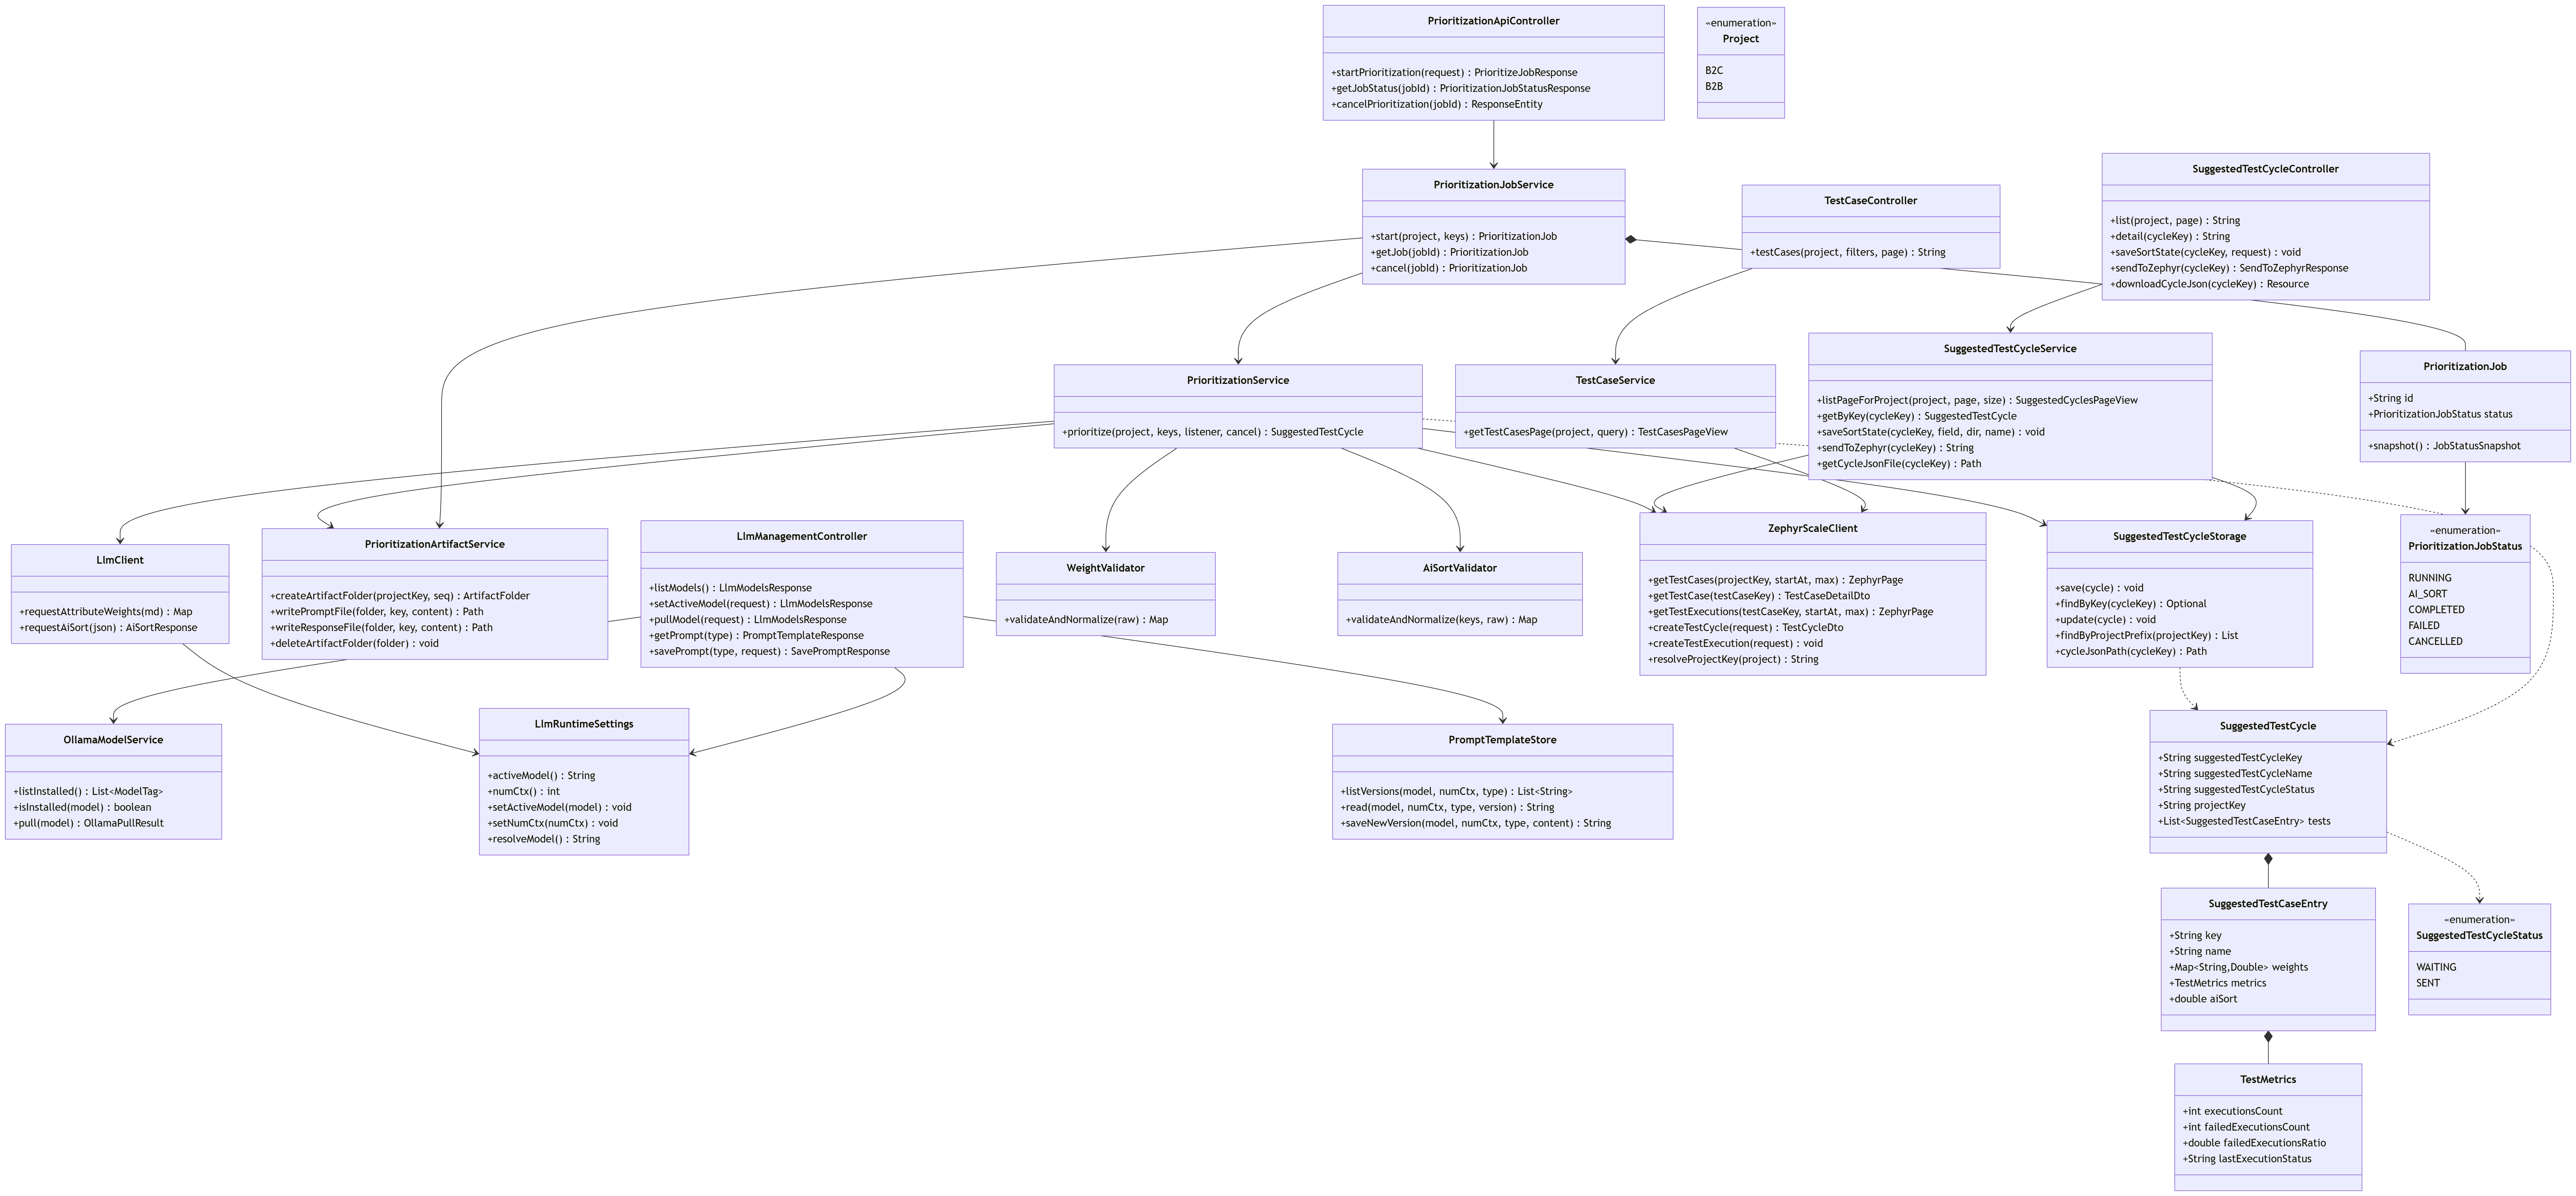 PrioritizationApiController
+startPrioritization(request) : PrioritizeJobResponse
+getJobStatus(jobId) : PrioritizationJobStatusResponse
+cancelPrioritization(jobId) : ResponseEntity
«enumeration»
Project
B2C
B2B
PrioritizationJobService
+start(project, keys) : PrioritizationJob
+getJob(jobId) : PrioritizationJob
+cancel(jobId) : PrioritizationJob
TestCaseController
+testCases(project, filters, page) : String
SuggestedTestCycleController
+list(project, page) : String
+detail(cycleKey) : String
+saveSortState(cycleKey, request) : void
+sendToZephyr(cycleKey) : SendToZephyrResponse
+downloadCycleJson(cycleKey) : Resource
PrioritizationService
+prioritize(project, keys, listener, cancel) : SuggestedTestCycle
TestCaseService
+getTestCasesPage(project, query) : TestCasesPageView
SuggestedTestCycleService
+listPageForProject(project, page, size) : SuggestedCyclesPageView
+getByKey(cycleKey) : SuggestedTestCycle
+saveSortState(cycleKey, field, dir, name) : void
+sendToZephyr(cycleKey) : String
+getCycleJsonFile(cycleKey) : Path
PrioritizationJob
+String id
+PrioritizationJobStatus status
+snapshot() : JobStatusSnapshot
LlmClient
+requestAttributeWeights(md) : Map
+requestAiSort(json) : AiSortResponse
PrioritizationArtifactService
+createArtifactFolder(projectKey, seq) : ArtifactFolder
+writePromptFile(folder, key, content) : Path
+writeResponseFile(folder, key, content) : Path
+deleteArtifactFolder(folder) : void
LlmManagementController
+listModels() : LlmModelsResponse
+setActiveModel(request) : LlmModelsResponse
+pullModel(request) : LlmModelsResponse
+getPrompt(type) : PromptTemplateResponse
+savePrompt(type, request) : SavePromptResponse
WeightValidator
+validateAndNormalize(raw) : Map
AiSortValidator
+validateAndNormalize(keys, raw) : Map
ZephyrScaleClient
+getTestCases(projectKey, startAt, max) : ZephyrPage
+getTestCase(testCaseKey) : TestCaseDetailDto
+getTestExecutions(testCaseKey, startAt, max) : ZephyrPage
+createTestCycle(request) : TestCycleDto
+createTestExecution(request) : void
+resolveProjectKey(project) : String
SuggestedTestCycleStorage
+save(cycle) : void
+findByKey(cycleKey) : Optional
+update(cycle) : void
+findByProjectPrefix(projectKey) : List
+cycleJsonPath(cycleKey) : Path
«enumeration»
PrioritizationJobStatus
RUNNING
AI_SORT
COMPLETED
FAILED
CANCELLED
OllamaModelService
+listInstalled() : List<ModelTag>
+isInstalled(model) : boolean
+pull(model) : OllamaPullResult
LlmRuntimeSettings
+activeModel() : String
+numCtx() : int
+setActiveModel(model) : void
+setNumCtx(numCtx) : void
+resolveModel() : String
PromptTemplateStore
+listVersions(model, numCtx, type) : List<String>
+read(model, numCtx, type, version) : String
+saveNewVersion(model, numCtx, type, content) : String
SuggestedTestCycle
+String suggestedTestCycleKey
+String suggestedTestCycleName
+String suggestedTestCycleStatus
+String projectKey
+List<SuggestedTestCaseEntry> tests
SuggestedTestCaseEntry
+String key
+String name
+Map<String,Double> weights
+TestMetrics metrics
+double aiSort
«enumeration»
SuggestedTestCycleStatus
WAITING
SENT
TestMetrics
+int executionsCount
+int failedExecutionsCount
+double failedExecutionsRatio
+String lastExecutionStatus